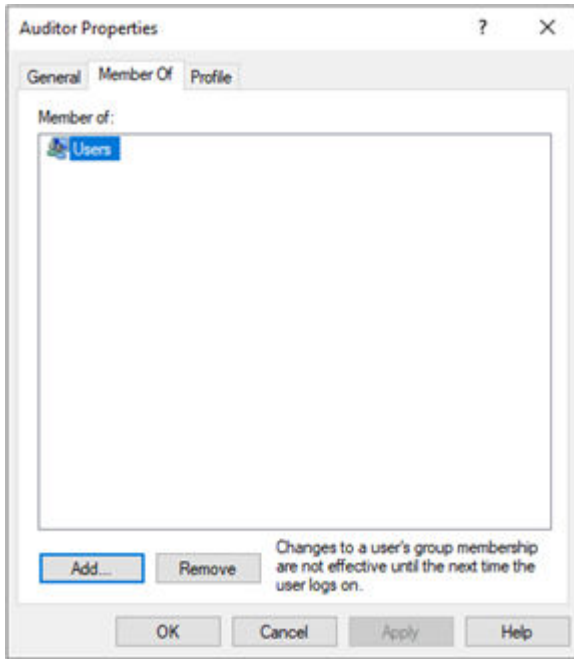 Auditor Properties
? ×
General Member Of Profile
Member of:
Users
Add... Remove
Changes to a user's group membership
are not effective until the next time the
user logs on.
OK Cancel Apply Help